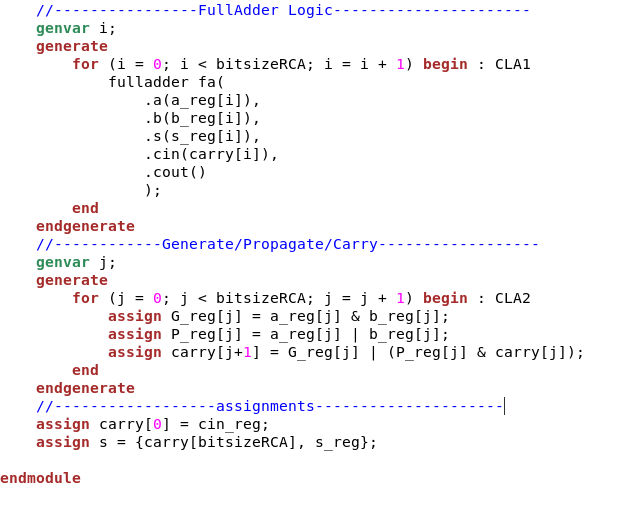 //----------------FullAdder Logic----------------------
genvar i;
generate
for (i = 0; i < bitsizeRCA; i = i + 1) begin : CLA1
fulladder fa(
.a(a_reg[i]),
.b(b_reg[i]),
.s(s_reg[i]),
.cin(carry[i]),
.cout()
);
end
endgenerate
//------------Generate/Propagate/Carry------------------
genvar j;
generate
for (j = 0; j < bitsizeRCA; j = j + 1) begin : CLA2
assign G_reg[j] = a_reg[j] & b_reg[j];
assign P_reg[j] = a_reg[j] | b_reg[j];
assign carry[j+1] = G_reg[j] | (P_reg[j] & carry[j]);
end
endgenerate
//------------------assignments---------------------
assign carry[0] = cin_reg;
assign s = {carry[bitsizeRCA], s_reg};
endmodule